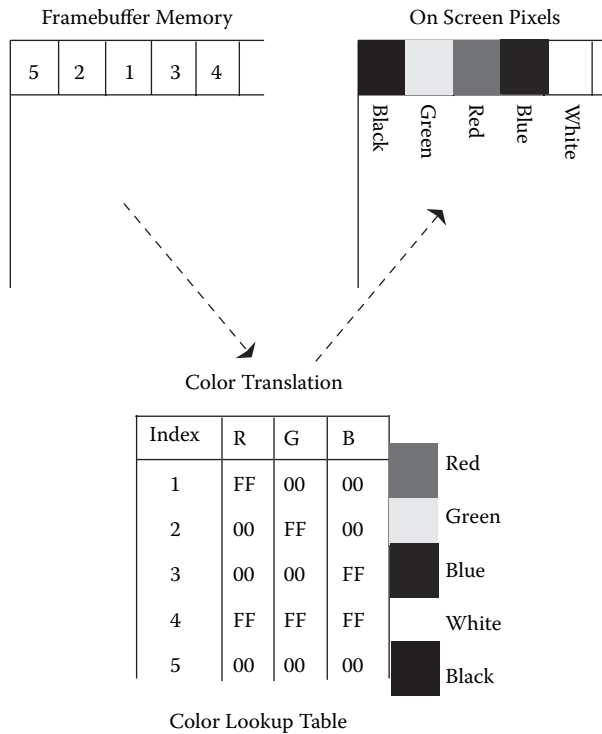 Framebuffer Memory
On Screen Pixels
5 2 1 3 4
Black
Green
Red
Blue
White
Color Translation
Index R G B
1 FF 00 00 Red
2 00 FF 00 Green
3 00 00 FF Blue
4 FF FF FF White
5 00 00 00 Black
Color Lookup Table